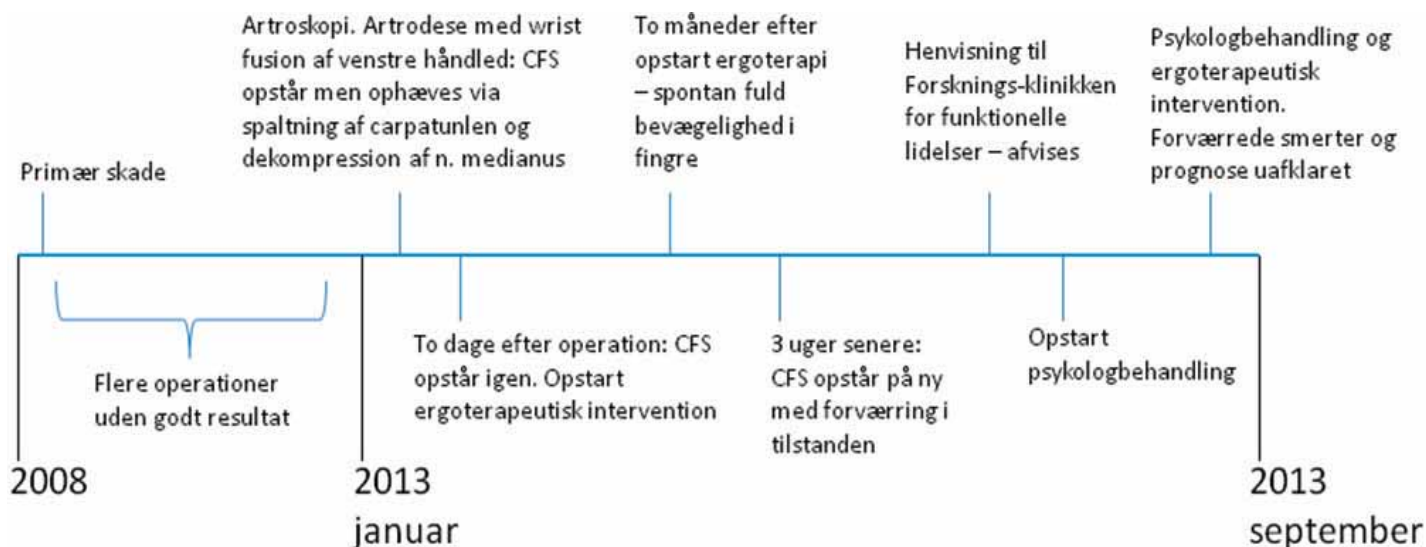 Primær skade
Artroskopi. Artrodese med wrist
fusion af venstre håndled: CFS
opstår men ophæves via
spaltning af carpatunlen og
dekompression af n. medianus
To måneder efter
opstart ergoterapi
– spontan fuld
bevægelighed i
fingre
Henvisning til
Forsknings-klinikken
for funktionelle
lidelser – afvises
Psykologbehandling og
ergoterapeutisk
intervention.
Forværrede smerter og
prognose uafklaret
Flere operationer
uden godt resultat
To dage efter operation: CFS
opstår igen. Opstart
ergoterapeutisk intervention
3 uger senere:
CFS opstår på ny
med forværring i
tilstanden
Opstart
psykologbehandling
2008
2013
januar
2013
september